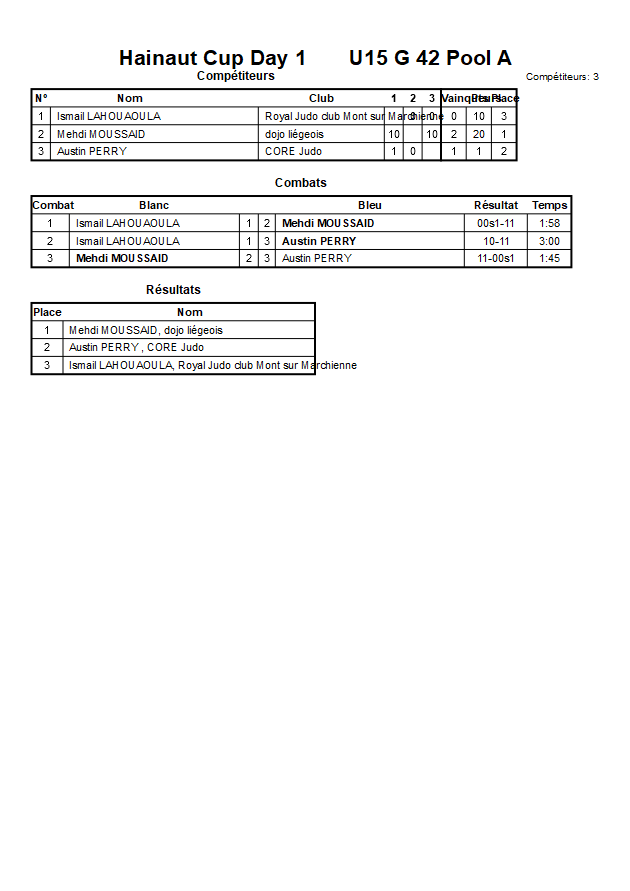 Hainaut Cup Day 1 U15 G 42 Pool A
Compétiteurs Compétiteurs: 3
N° Nom Club 1 2 3 Vainqueurs Pts Place
1 Ismail LAHOUAOULA Royal Judo club Mont sur Marchienne 0 0 0 10 3
2 Mehdi MOUSSAID dojo liégeois 10 10 2 20 1
3 Austin PERRY CORE Judo 1 0 1 1 2
Combats
Combat Blanc Bleu Résultat Temps
1 Ismail LAHOUAOULA 1 2 Mehdi MOUSSAID 00s1-11 1:58
2 Ismail LAHOUAOULA 1 3 Austin PERRY 10-11 3:00
3 Mehdi MOUSSAID 2 3 Austin PERRY 11-00s1 1:45
Résultats
Place Nom
1 Mehdi MOUSSAID, dojo liégeois
2 Austin PERRY , CORE Judo
3 Ismail LAHOUAOULA, Royal Judo club Mont sur Marchienne